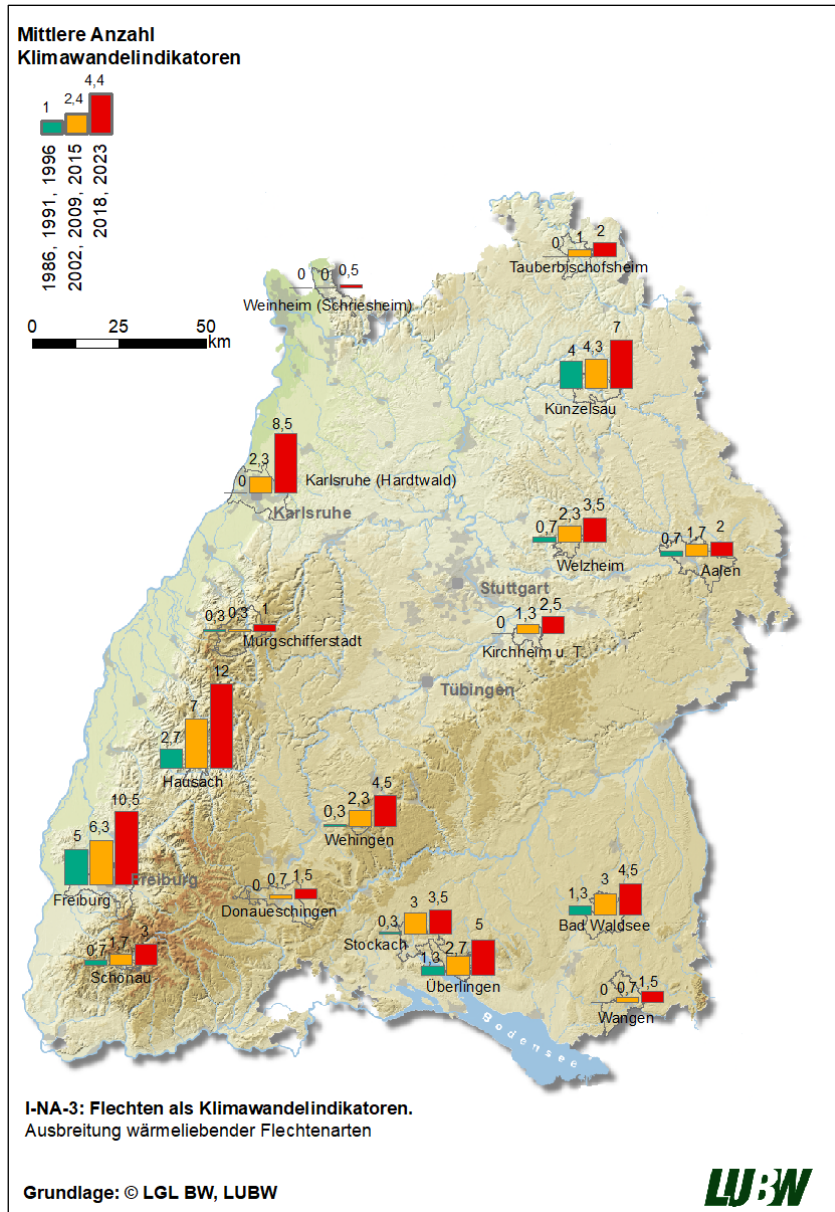 Mittlere Anzahl
Klimawandelindikatoren
1 2,4 4,4
1986, 1991, 1996
2002, 2009, 2015
2018, 2023
0 25 50
km
0 1 2
Tauberbischofsheim
0 0 0,5
Weinheim (Schriesheim)
4 4,3 7
Künzelsau
0 2,3 8,5
Karlsruhe (Hardtwald)
Karlsruhe
0,7 2,3 3,5
Welzheim
0,7 1,7 2
Aalen
Stuttgart
0 1,3 2,5
Kirchheim u. T.
0,3 0,3 1
Murgschifferstadt
Tübingen
2,7 7 12
Hausach
0,3 2,3 4,5
Wehingen
5 6,3 10,5
Freiburg
Freiburg
0 0,7 1,5
Donaueschingen
1,3 3 4,5
Bad Waldsee
0,3 3 3,5
Stockach
0,7 1,7 3
Schönau
1,3 2,7 5
Überlingen
0 0,7 1,5
Wangen
Bodensee
I-NA-3: Flechten als Klimawandelindikatoren.
Ausbreitung wärmeliebender Flechtenarten
Grundlage: © LGL BW, LUBW
LUBW